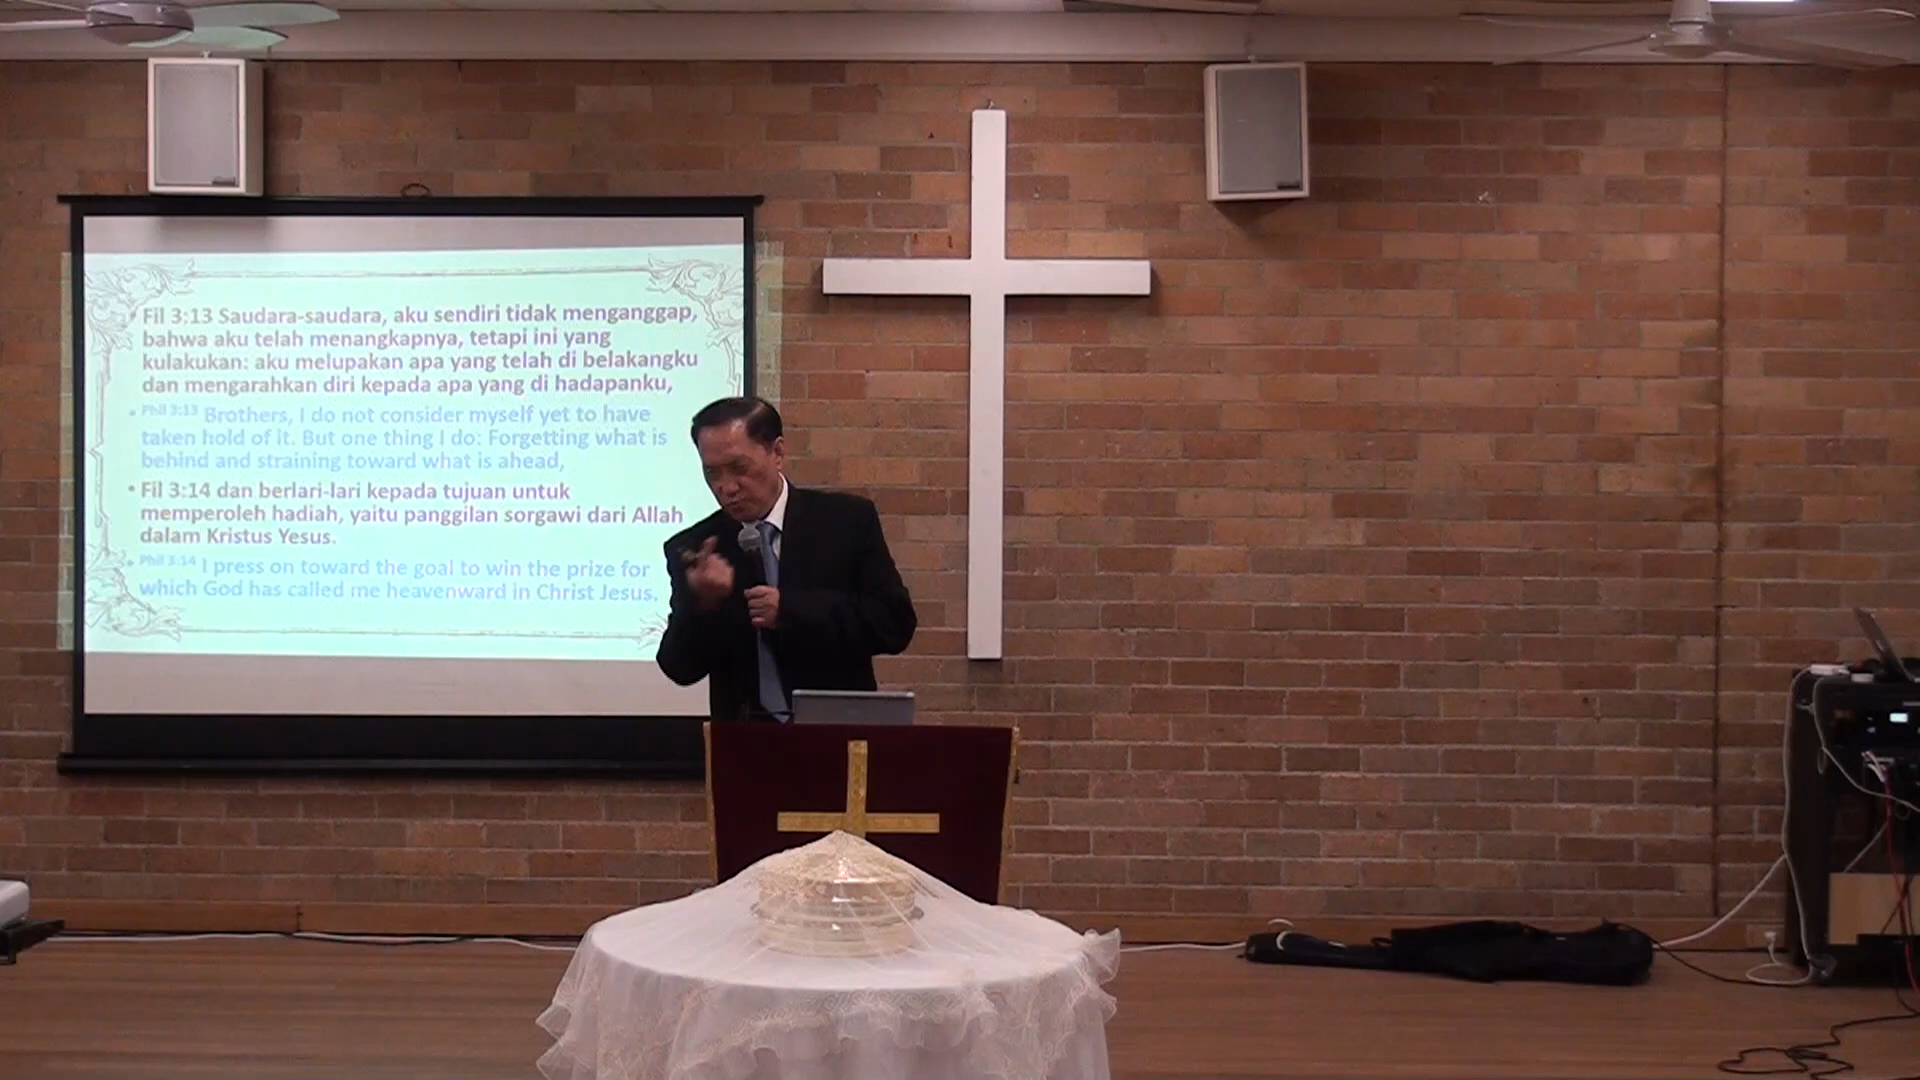 Fil 3:13 Saudara-saudara, aku sendiri tidak menganggap,
bahwa aku telah menangkapnya, tetapi ini yang
kulakukan: aku melupakan apa yang telah di belakangku
dan mengarahkan diri kepada apa yang di hadapanku,
• Phil 3:13 Brothers, I do not consider myself yet to have
taken hold of it. But one thing I do: Forgetting what is
behind and straining toward what is ahead,
• Fil 3:14 dan berlari-lari kepada tujuan untuk
memperoleh hadiah, yaitu panggilan sorgawi dari Allah
dalam Kristus Yesus.
• Phil 3:14 I press on toward the goal to win the prize for
which God has called me heavenward in Christ Jesus.